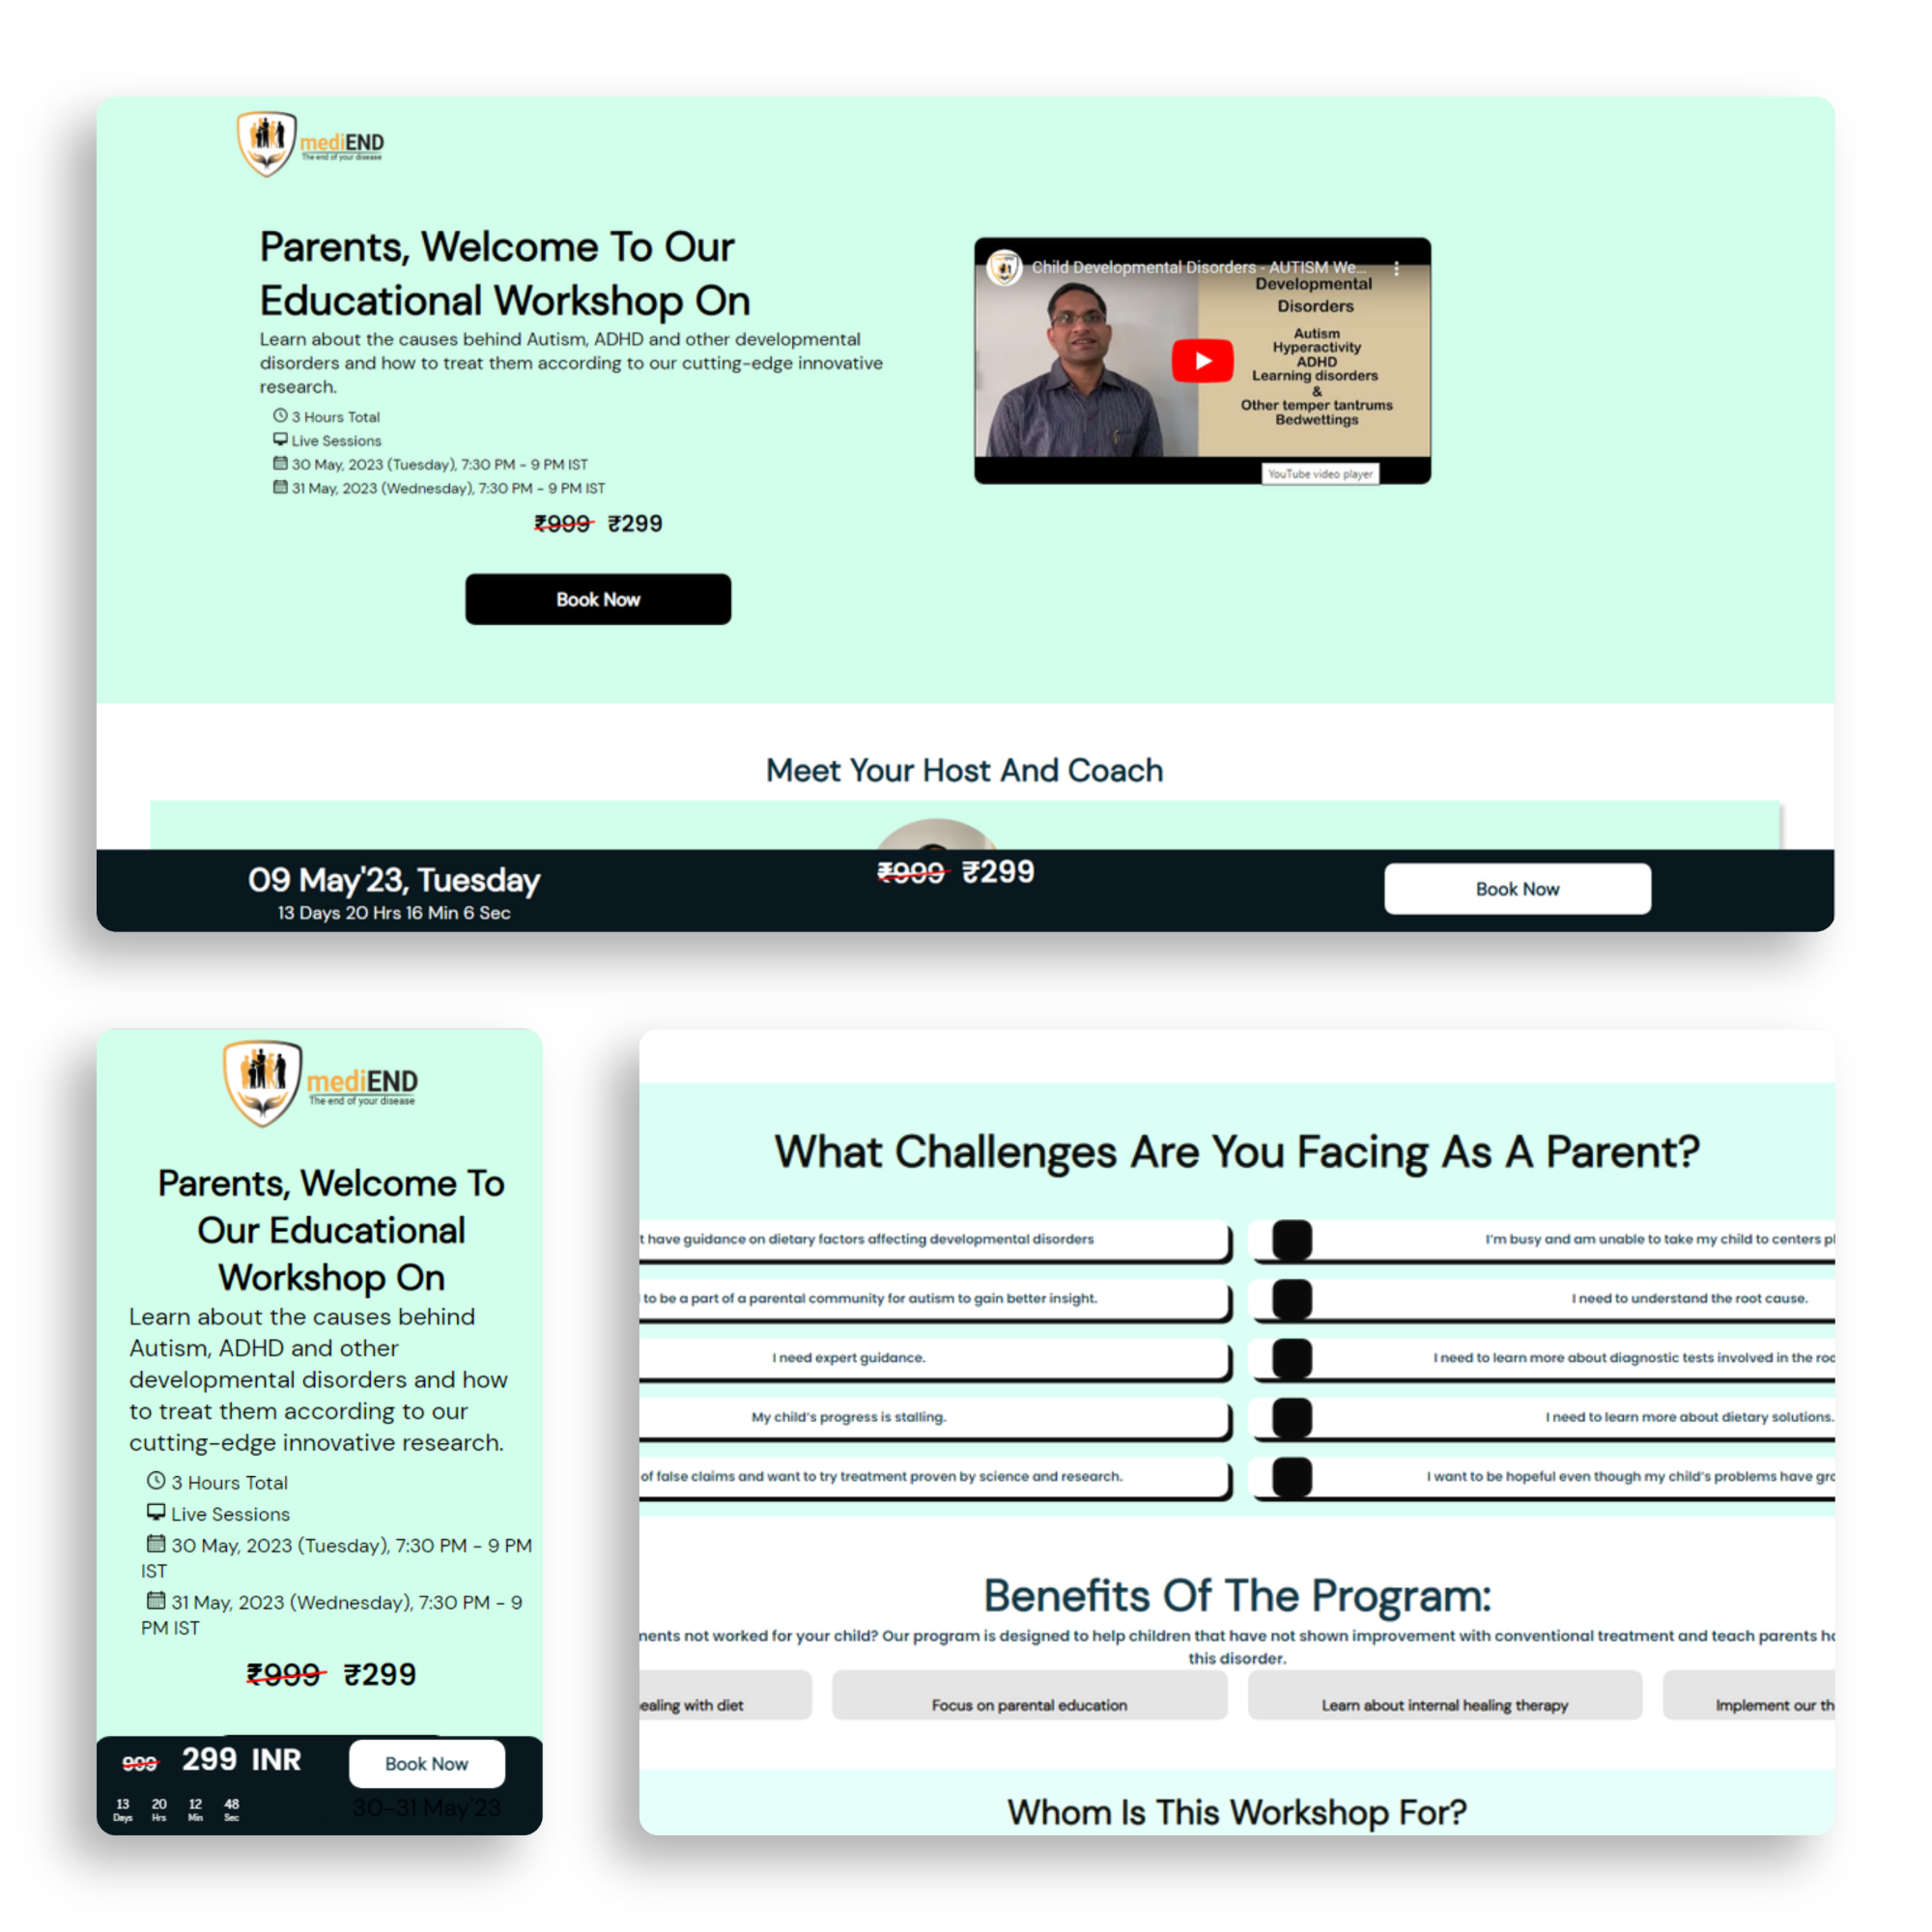 mediEND
The end of your disease
Parents, Welcome To Our
Educational Workshop On
Learn about the causes behind Autism, ADHD and other developmental
disorders and how to treat them according to our cutting-edge innovative
research.
3 Hours Total
Live Sessions
30 May, 2023 (Tuesday), 7:30 PM - 9 PM IST
31 May, 2023 (Wednesday), 7:30 PM - 9 PM IST
₹999 ₹299
Book Now
Child Developmental Disorders - AUTISM We...
Developmental
Disorders
Autism
Hyperactivity
ADHD
Learning disorders
&
Other temper tantrums
Bedwettings
YouTube video player
Meet Your Host And Coach
09 May'23, Tuesday
13 Days 20 Hrs 16 Min 6 Sec
₹999 ₹299
Book Now
mediEND
The end of your disease
Parents, Welcome To
Our Educational
Workshop On
Learn about the causes behind
Autism, ADHD and other
developmental disorders and how
to treat them according to our
cutting-edge innovative research.
3 Hours Total
Live Sessions
30 May, 2023 (Tuesday), 7:30 PM - 9 PM
IST
31 May, 2023 (Wednesday), 7:30 PM - 9
PM IST
₹999 ₹299
999 299 INR
Book Now
13 20 12 48
Days Hrs Min Sec
30-31 May'23
What Challenges Are You Facing As A Parent?
t have guidance on dietary factors affecting developmental disorders
I'm busy and am unable to take my child to centers pl
to be a part of a parental community for autism to gain better insight.
I need to understand the root cause.
I need expert guidance.
I need to learn more about diagnostic tests involved in the roo
My child's progress is stalling.
I need to learn more about dietary solutions.
of false claims and want to try treatment proven by science and research.
I want to be hopeful even though my child's problems have gro
Benefits Of The Program:
ments not worked for your child? Our program is designed to help children that have not shown improvement with conventional treatment and teach parents ho
this disorder.
ealing with diet
Focus on parental education
Learn about internal healing therapy
Implement our th
Whom Is This Workshop For?